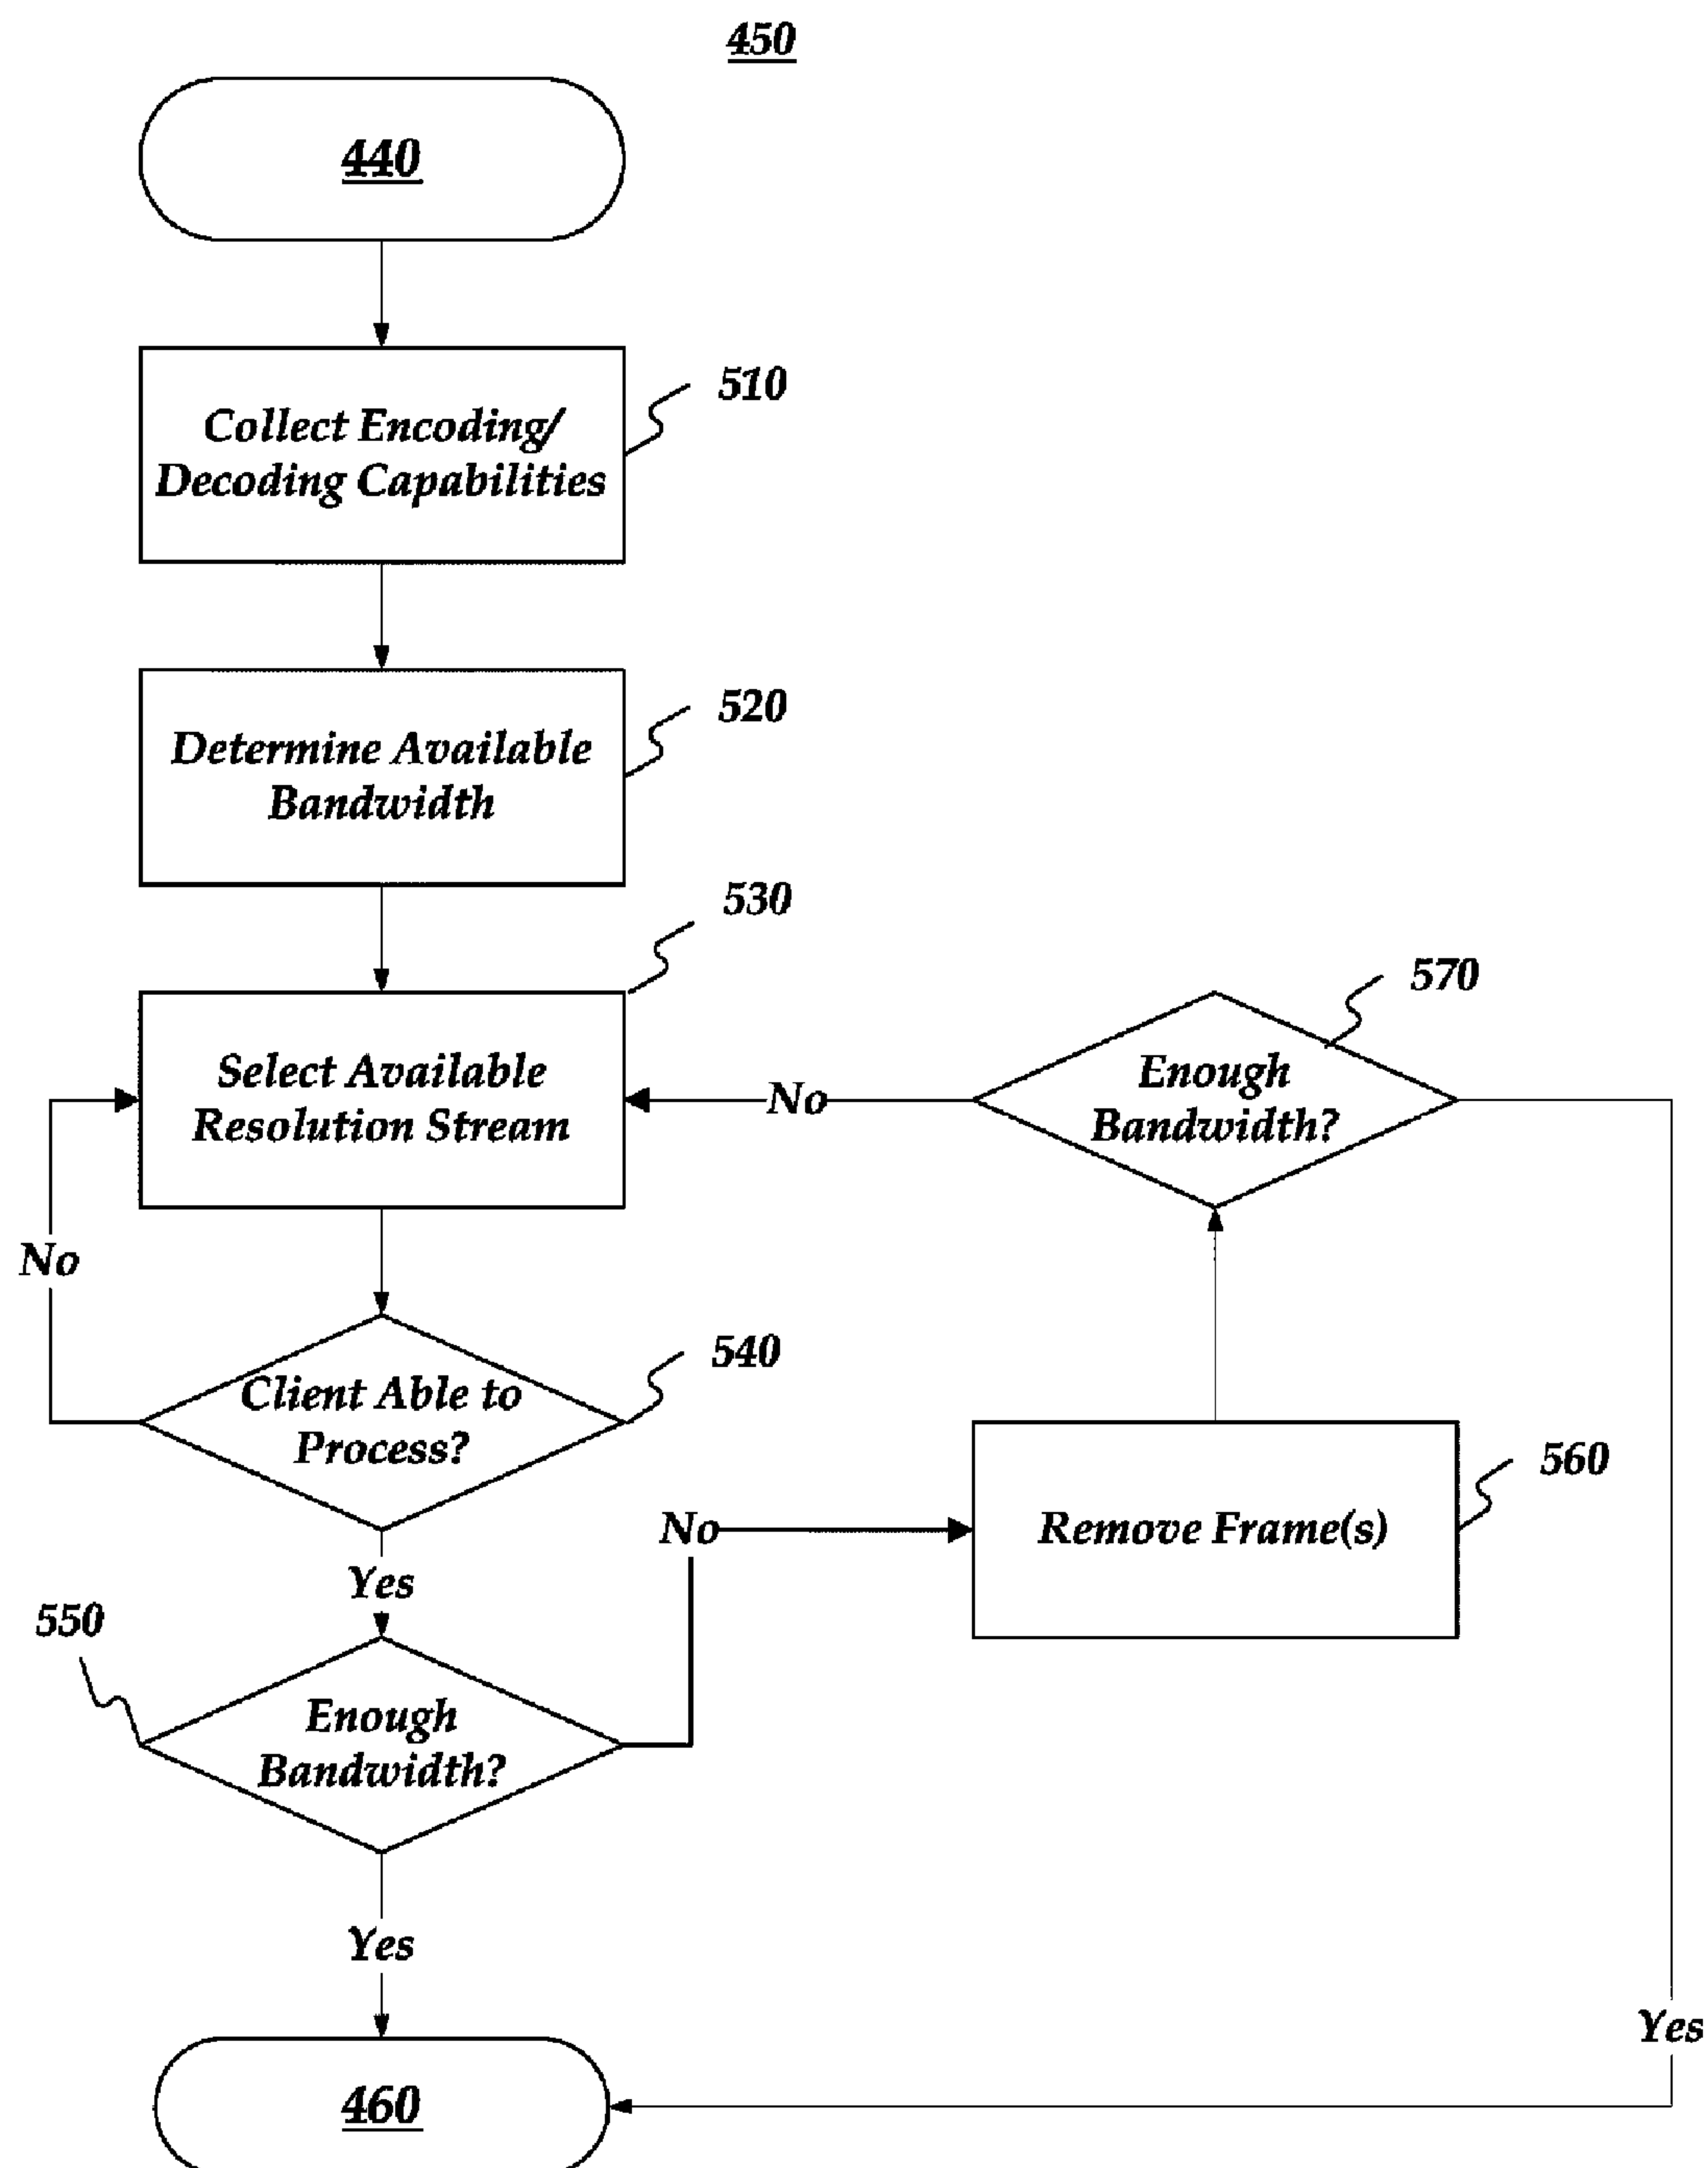 450
440
510
Collect Encoding/
Decoding Capabilities
520
Determine Available
Bandwidth
530
Select Available
Resolution Stream
570
Enough
Bandwidth?
No
No
540
Client Able to
Process?
560
Remove Frame(s)
No
Yes
550
Enough
Bandwidth?
Yes
Yes
460